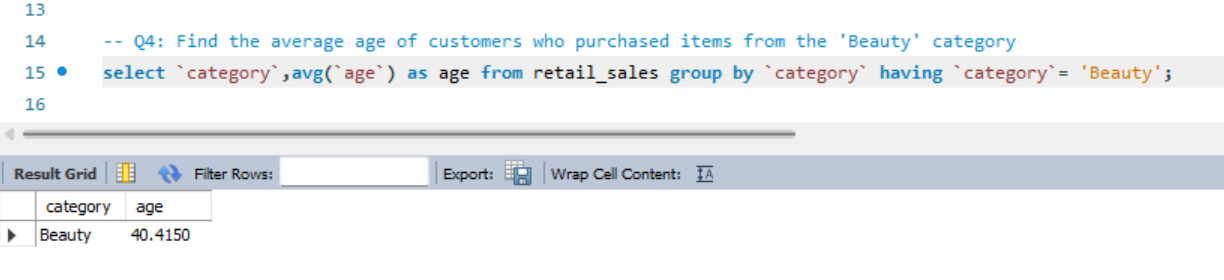 13
14 -- Q4: Find the average age of customers who purchased items from the 'Beauty' category
15 select `category`,avg(`age`) as age from retail_sales group by `category` having `category`= 'Beauty';
16
Result Grid Filter Rows: Export: Wrap Cell Content: IA
category age
Beauty 40.4150